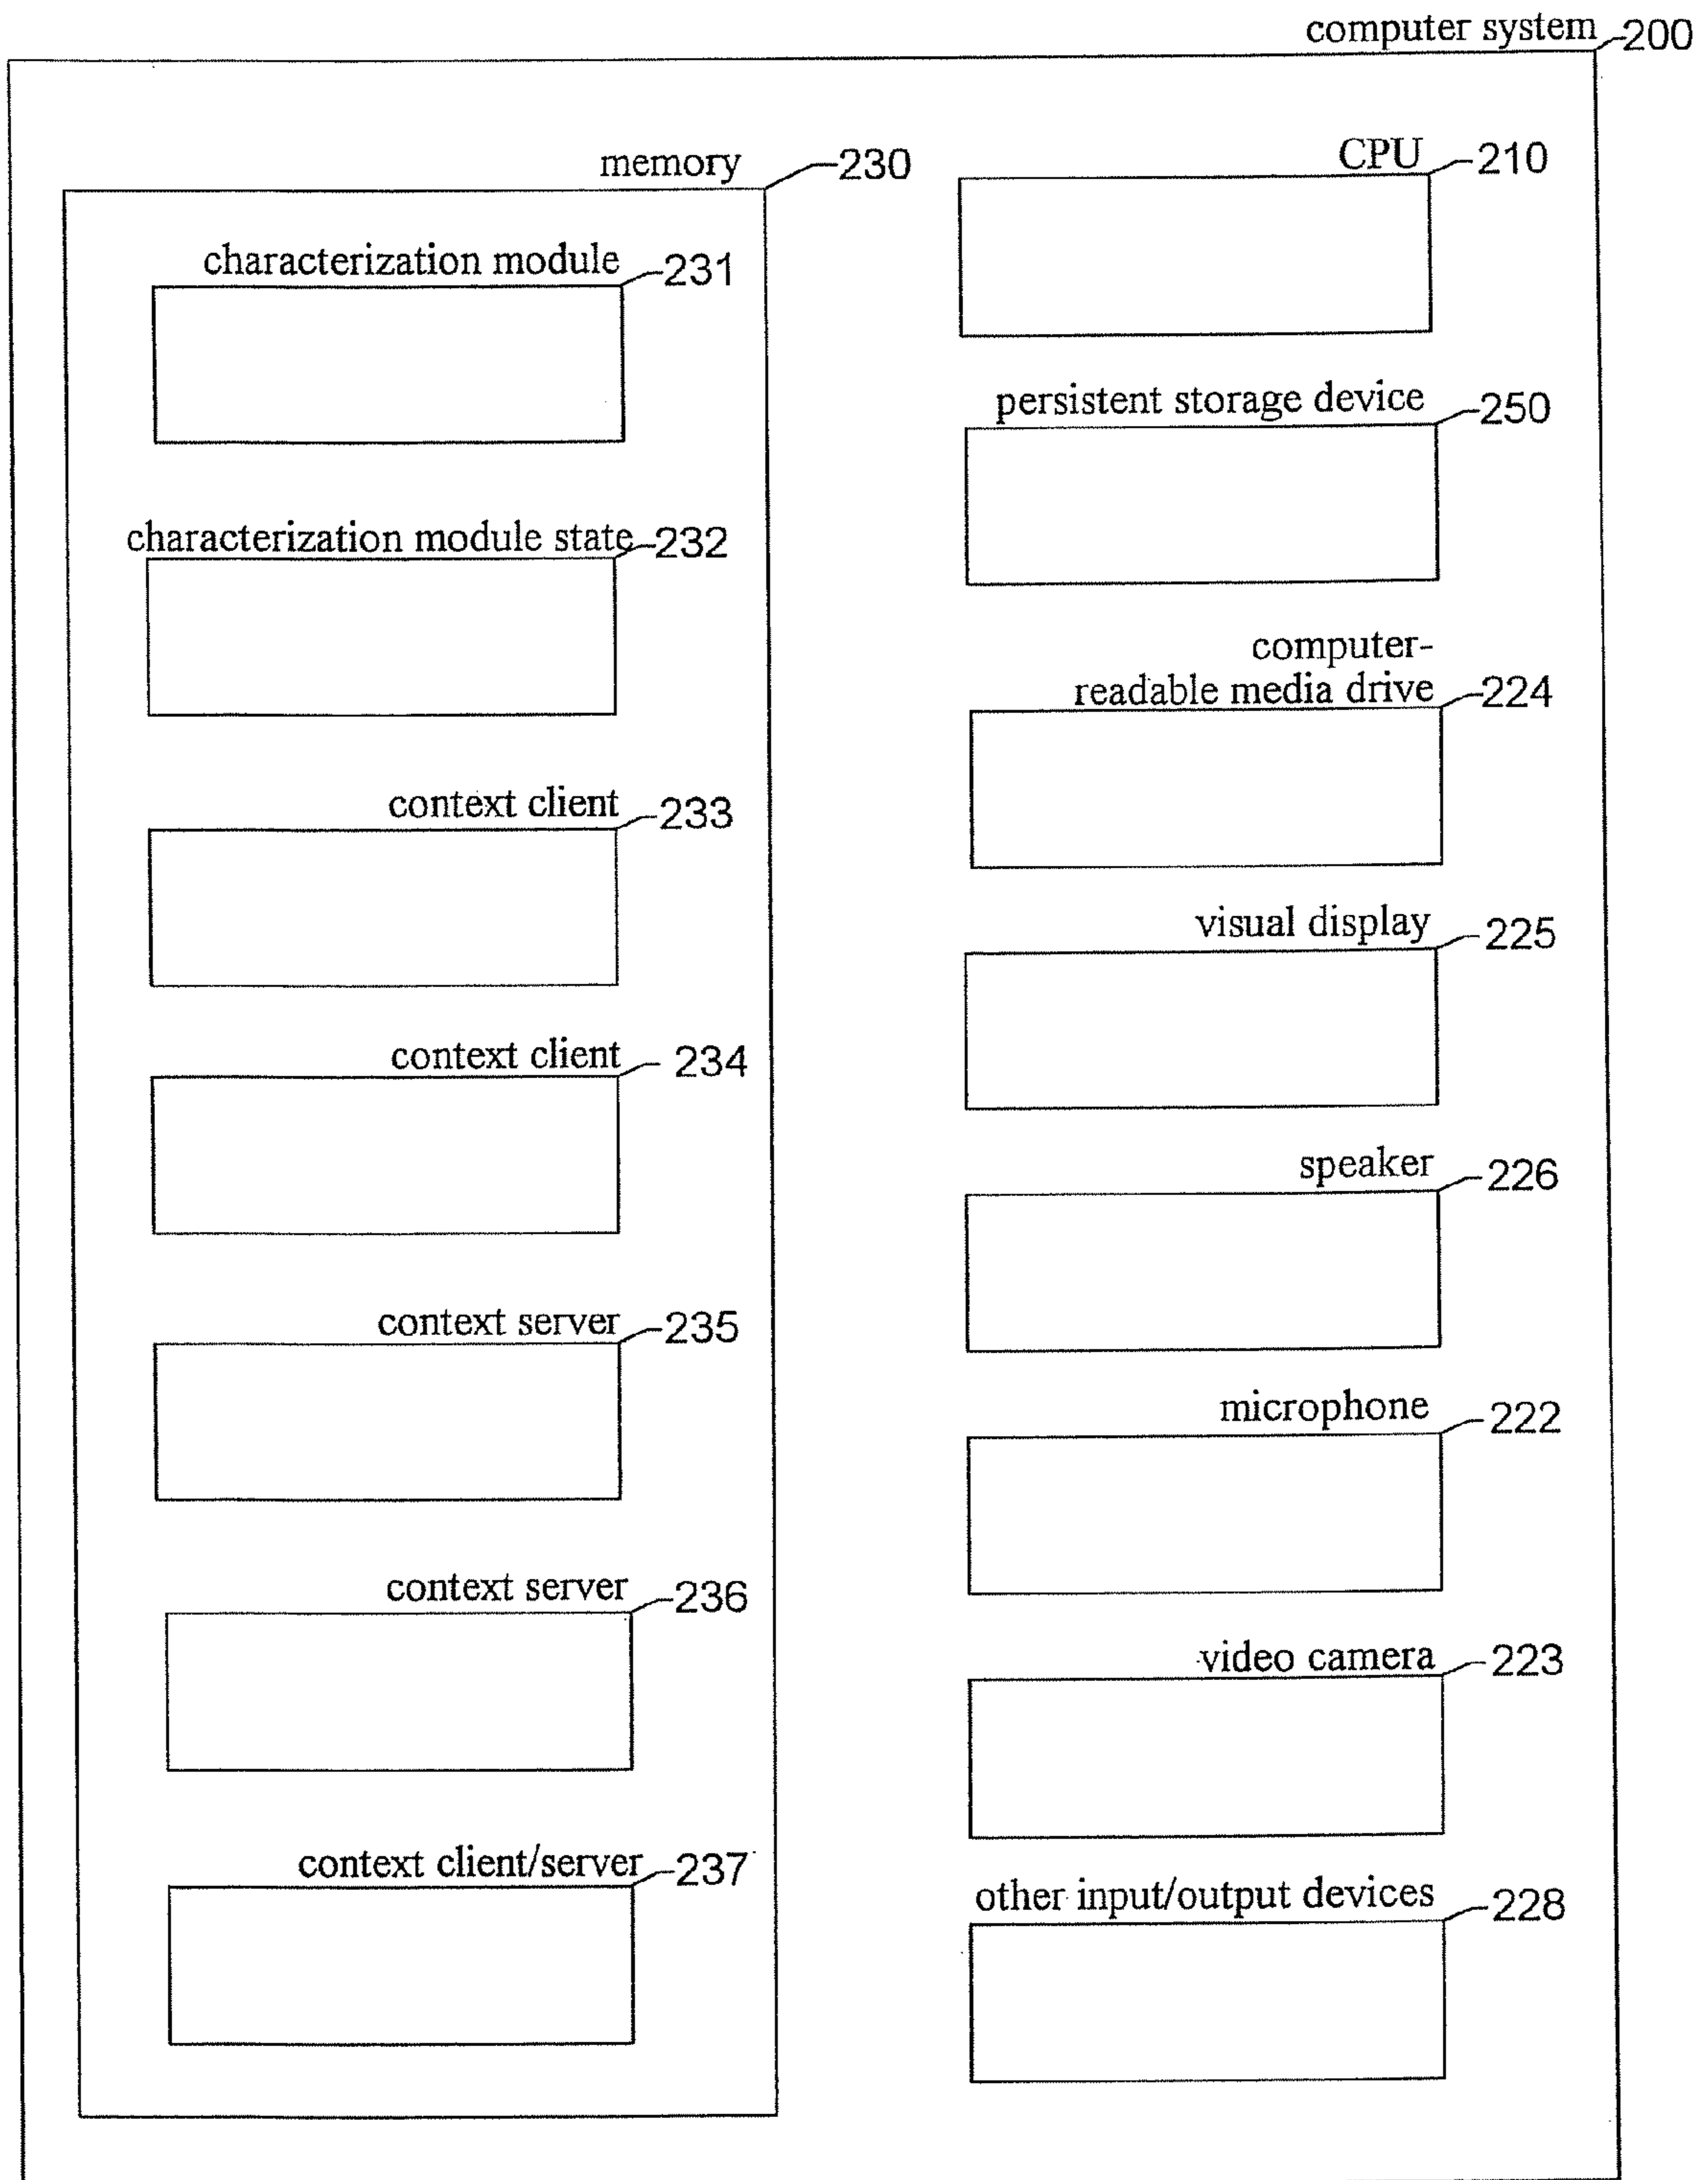 computer system 200
memory 230
characterization module 231
characterization module state 232
context client 233
context client 234
context server 235
context server 236
context client/server 237
CPU 210
persistent storage device 250
computer-
readable media drive 224
visual display 225
speaker 226
microphone 222
video camera 223
other input/output devices 228